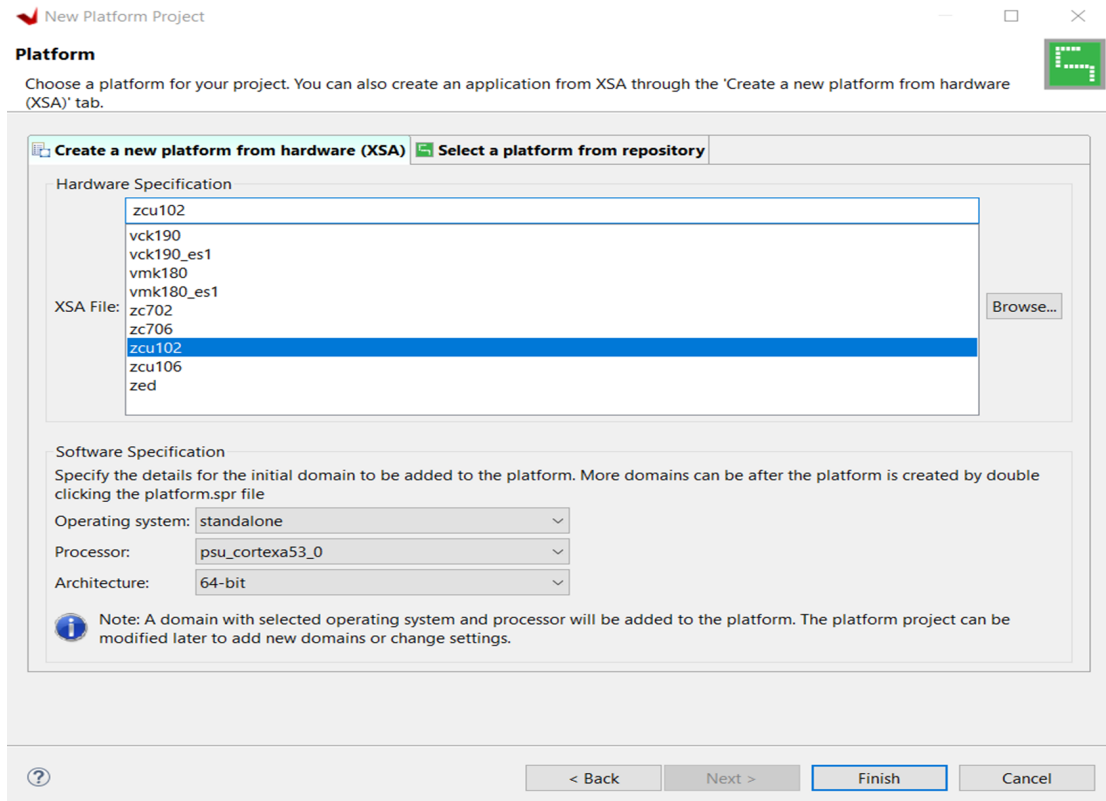 New Platform Project
Platform
Choose a platform for your project. You can also create an application from XSA through the 'Create a new platform from hardware
(XSA)' tab.
Create a new platform from hardware (XSA)
Select a platform from repository
Hardware Specification
zcu102
vck190
vck190_es1
vmk180
vmk180_es1
XSA File:
zc702
Browse...
zc706
zcu102
zcu106
zed
Software Specification
Specify the details for the initial domain to be added to the platform. More domains can be after the platform is created by double
clicking the platform.spr file
Operating system: standalone
Processor: psu_cortexa53_0
Architecture: 64-bit
Note: A domain with selected operating system and processor will be added to the platform. The platform project can be
modified later to add new domains or change settings.
?
< Back
Next >
Finish
Cancel